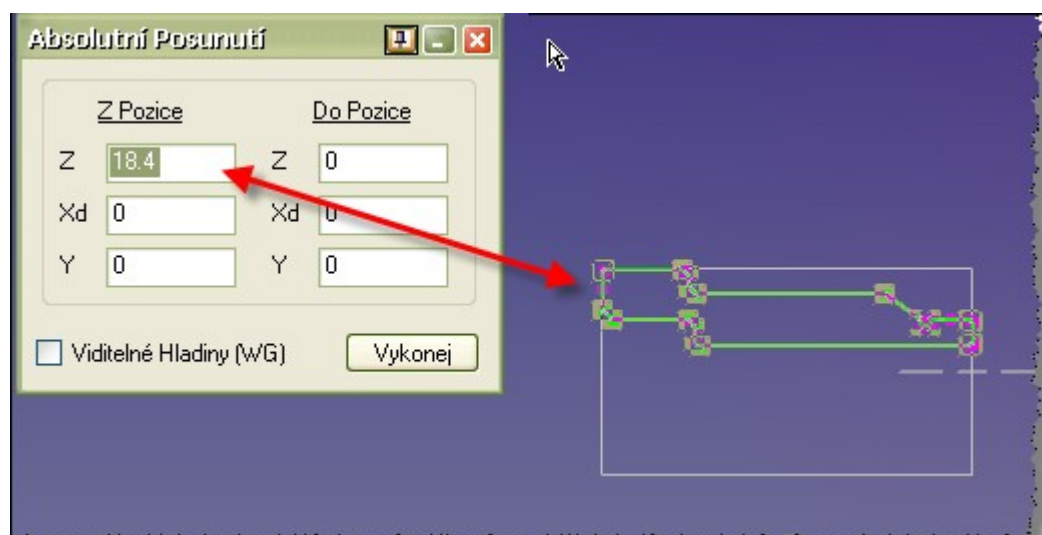 Absolutní Posunutí
Z Pozice Do Pozice
Z 18.4 Z 0
Xd 0 Xd 0
Y 0 Y 0
Viditelné Hladiny (WG) Vykonej